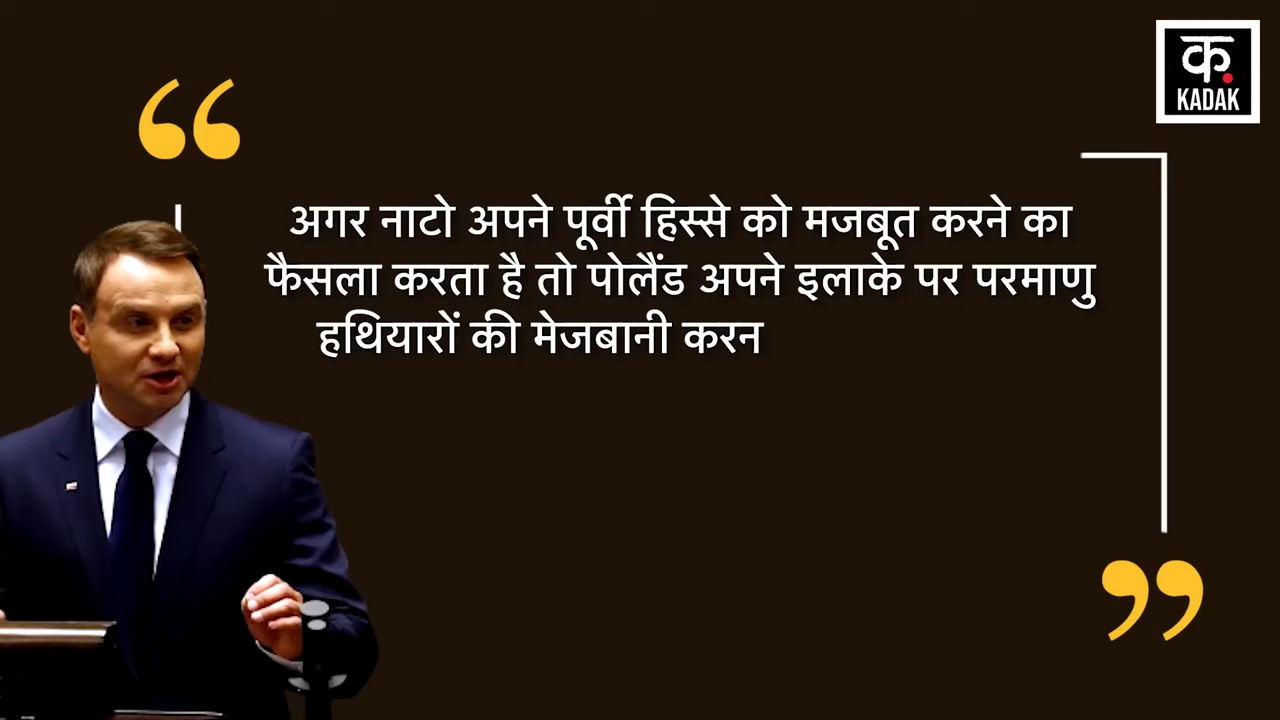 क
KADAK
अगर नाटो अपने पूर्वी हिस्से को मजबूत करने का
फैसला करता है तो पोलैंड अपने इलाके पर परमाणु
हथियारों की मेजबानी करन